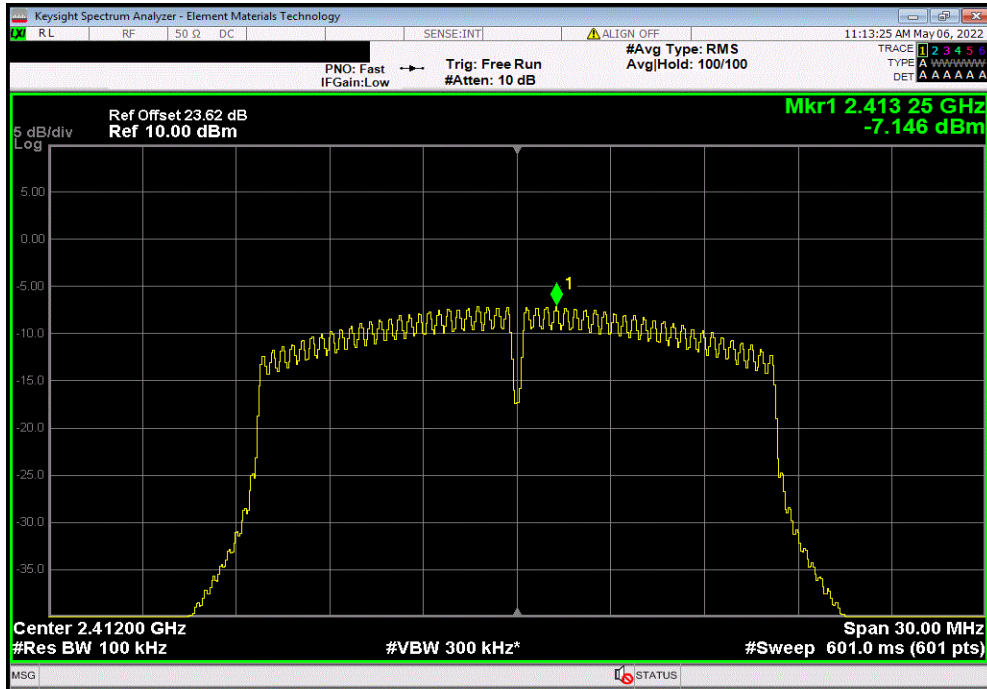 Keysight Spectrum Analyzer - Element Materials Technology
LXI RL RF 50 Ω DC SENSE:INT ALIGN OFF 11:13:25 AM May 06, 2022
PNO: Fast Trig: Free Run #Avg Type: RMS TRACE 1 2 3 4 5 6
IFGain:Low #Atten: 10 dB Avg|Hold: 100/100 TYPE A WWWWW
DET A A A A A A
Mkr1 2.413 25 GHz
-7.146 dBm
Ref Offset 23.62 dB
5 dB/div Ref 10.00 dBm
Log
5.00
0.00
1
-5.00
-10.0
-15.0
-20.0
-25.0
-30.0
-35.0
Center 2.41200 GHz Span 30.00 MHz
#Res BW 100 kHz #VBW 300 kHz* #Sweep 601.0 ms (601 pts)
MSG STATUS